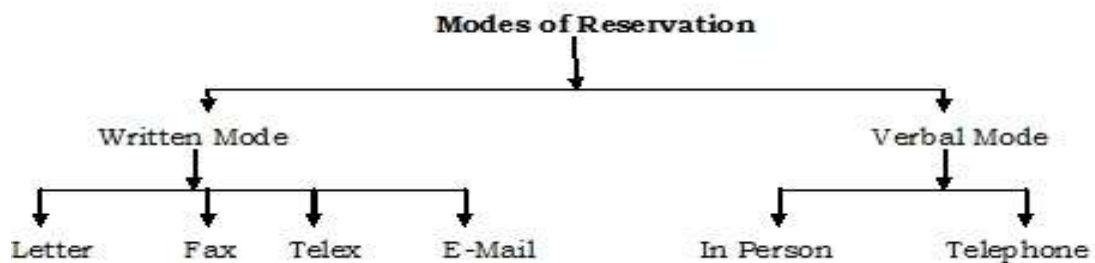 Modes of Reservation
Written Mode Verbal Mode
Letter Fax Telex E-Mail In Person Telephone